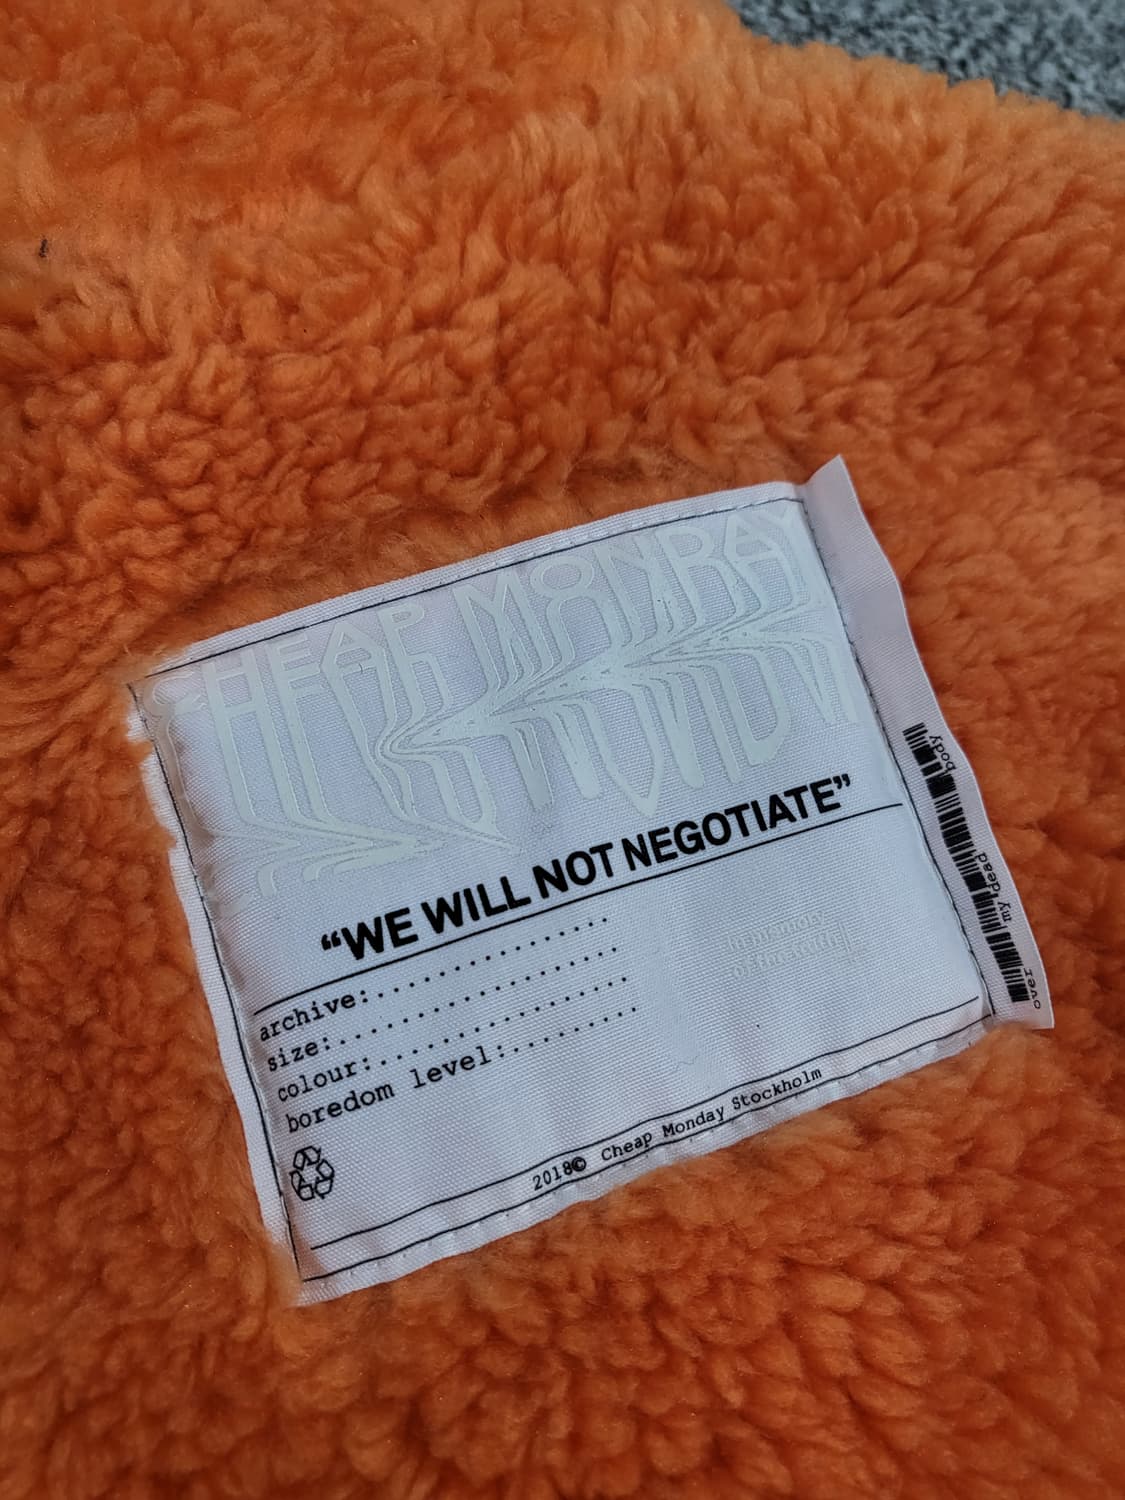 CHEAP MONDAY
“WE WILL NOT NEGOTIATE”
archive:..................
size:.....................
colour:...................
boredom level:..........
2018© Cheap Monday Stockholm
over my dead body